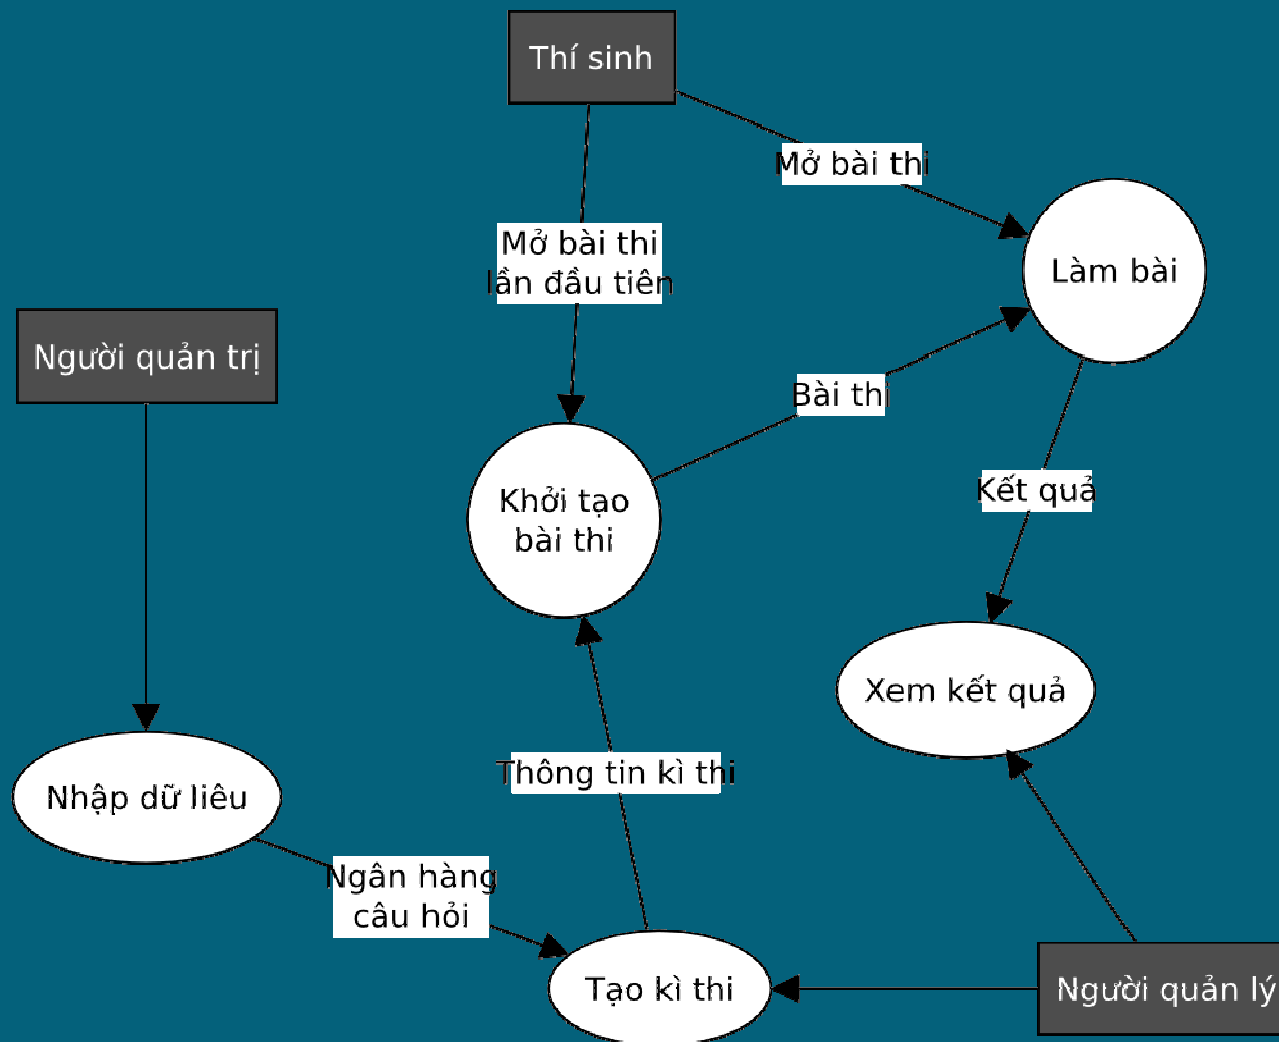 Thí sinh
Mở bài thi
Mở bài thi
lần đầu tiên
Làm bài
Người quản trị
Bài thi
Kết quả
Khởi tạo
bài thi
Xem kết quả
Thông tin kì thi
Nhập dữ liêu
Ngân hàng
câu hỏi
Tạo kì thi
Người quản lý